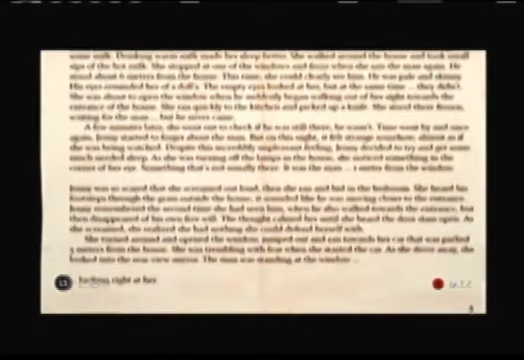 some milk. Drinking warm milk made her sleep better. She walked around the house and took small
sips of the hot milk. She stopped at one of the windows and froze when she saw the man again. He
stood about 6 meters from the house. This time, she could clearly see him. He was pale and skinny
His eyes resembled of a doll's. The empty eyes looked at her, but at the same time ... they didn't.
She was about to open the window when he suddenly began walking out of her sight towards the
entrance of the house. She ran quickly to the kitchen and picked up a knife. She stood there frozen,
waiting for the man ... but he never came.
A few minutes later, she went out to check if he was still there, he wasn't. Time went by and once
again, Jenny started to forget about the man. But on this night, it felt strange somehow, almost as if
she was being watched. Despite this incredibly unpleasant feeling, Jenny decided to try and get some
much needed sleep. As she was turning off the lamps in the house, she noticed something in the
corner of her eye. Something that's not usually there. It was the man ... 1 meter from the window.
Jenny was so scared that she screamed out loud, then she ran and hid in the bedroom. She heard his
footsteps through the grass outside the house, it sounded like he was moving closer to the entrance.
Jenny remembered the second time she had seen him, when he also walked towards the entrance, but
then disappeared of his own free will. The thought calmed her until she heard the door slam open. As
she screamed, she realized she had nothing she could defend herself with.
She turned around and opened the window, jumped out and ran towards her car that was parked
5 meters from the house. She was trembling with fear when she started the car. As she drove away, she
looked into the rear view mirror. The man was standing at the window ...
looking right at her